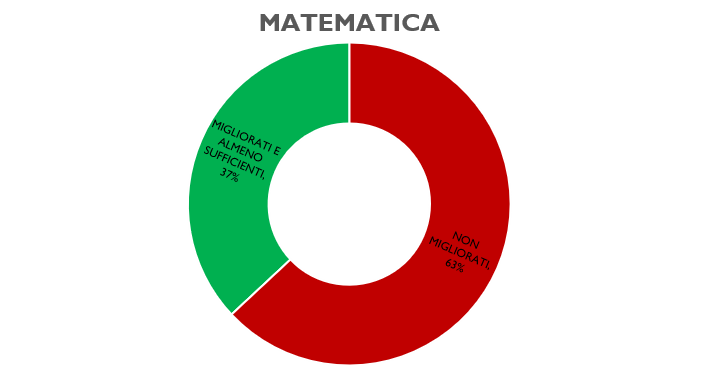 MATEMATICA
MIGLIORATI E
ALMENO
SUFFICIENTI,
37%
NON
MIGLIORATI,
63%